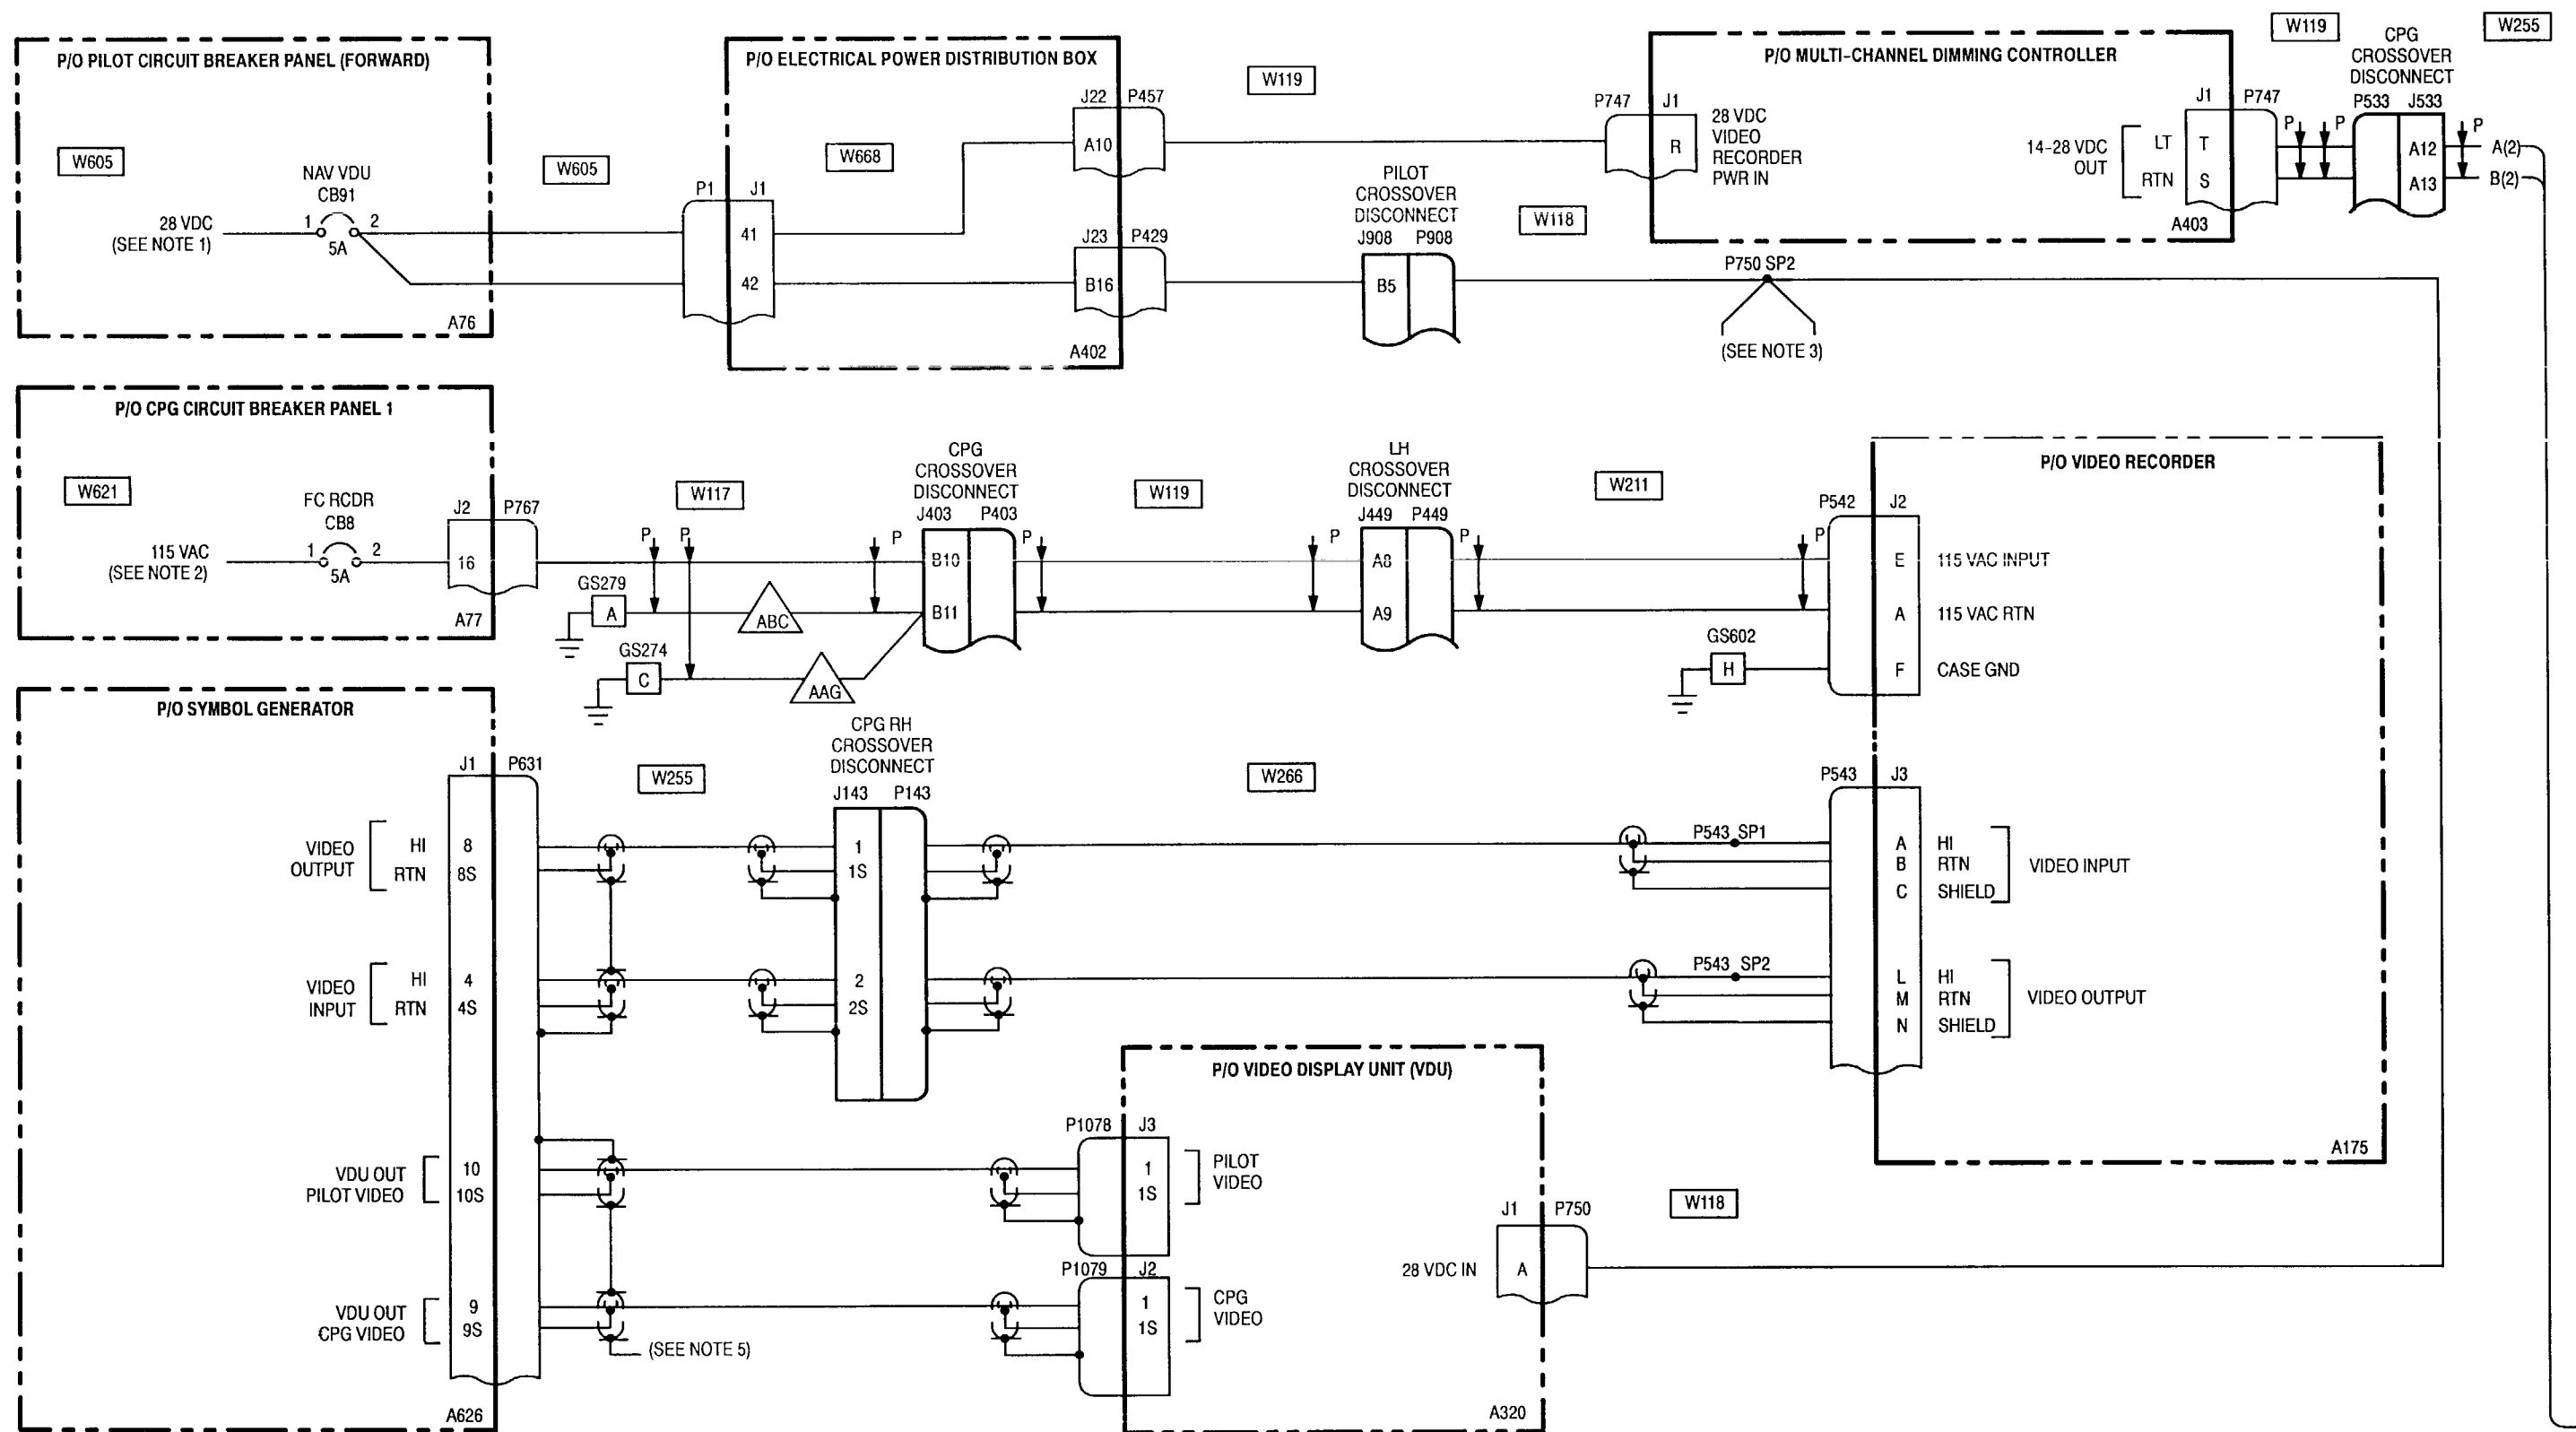 P/O PILOT CIRCUIT BREAKER PANEL (FORWARD)
W605
NAV VDU
CB91
1 2
5A
28 VDC
(SEE NOTE 1)
A76
W605
P/O ELECTRICAL POWER DISTRIBUTION BOX
W668
P1 J1
41
42
J22 P457
A10
J23 P429
B16
A402
W119
PILOT
CROSSOVER
DISCONNECT
J908 P908
B5
W118
P750 SP2
(SEE NOTE 3)
P/O MULTI-CHANNEL DIMMING CONTROLLER
P747 J1
R
28 VDC
VIDEO
RECORDER
PWR IN
14-28 VDC
OUT
LT
RTN
J1 P747
T
S
A403
W119
P P
CPG
CROSSOVER
DISCONNECT
P533 J533
A12
A13
W255
P
A(2)
B(2)
P/O CPG CIRCUIT BREAKER PANEL 1
W621
FC RCDR
CB8
1 2
5A
115 VAC
(SEE NOTE 2)
J2 P767
16
A77
W117
P P P
GS279
A
ABC
GS274
C
AAG
CPG
CROSSOVER
DISCONNECT
J403 P403
B10
B11
W119
P P
LH
CROSSOVER
DISCONNECT
J449 P449
A8
A9
W211
P P
GS602
H
P/O VIDEO RECORDER
P542 J2
E 115 VAC INPUT
A 115 VAC RTN
F CASE GND
P543 J3
P543 SP1
A HI
B RTN
C SHIELD
VIDEO INPUT
P543 SP2
L HI
M RTN
N SHIELD
VIDEO OUTPUT
A175
P/O SYMBOL GENERATOR
J1 P631
VIDEO
OUTPUT
HI 8
RTN 8S
VIDEO
INPUT
HI 4
RTN 4S
VDU OUT
PILOT VIDEO
10
10S
VDU OUT
CPG VIDEO
9
9S
(SEE NOTE 5)
A626
W255
CPG RH
CROSSOVER
DISCONNECT
J143 P143
1
1S
2
2S
W266
P/O VIDEO DISPLAY UNIT (VDU)
P1078 J3
1
1S
PILOT
VIDEO
P1079 J2
1
1S
CPG
VIDEO
28 VDC IN
J1 P750
A
A320
W118